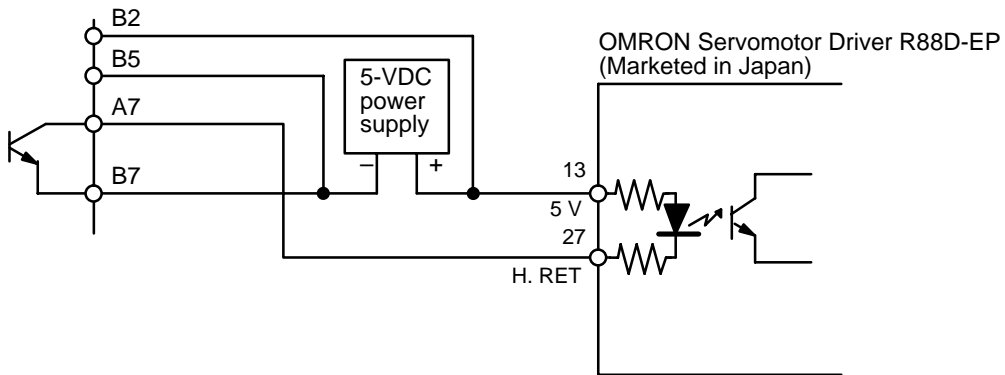 B2
OMRON Servomotor Driver R88D-EP
(Marketed in Japan)
B5
5-VDC
power
supply
A7
– +
13
B7
5 V
27
H. RET